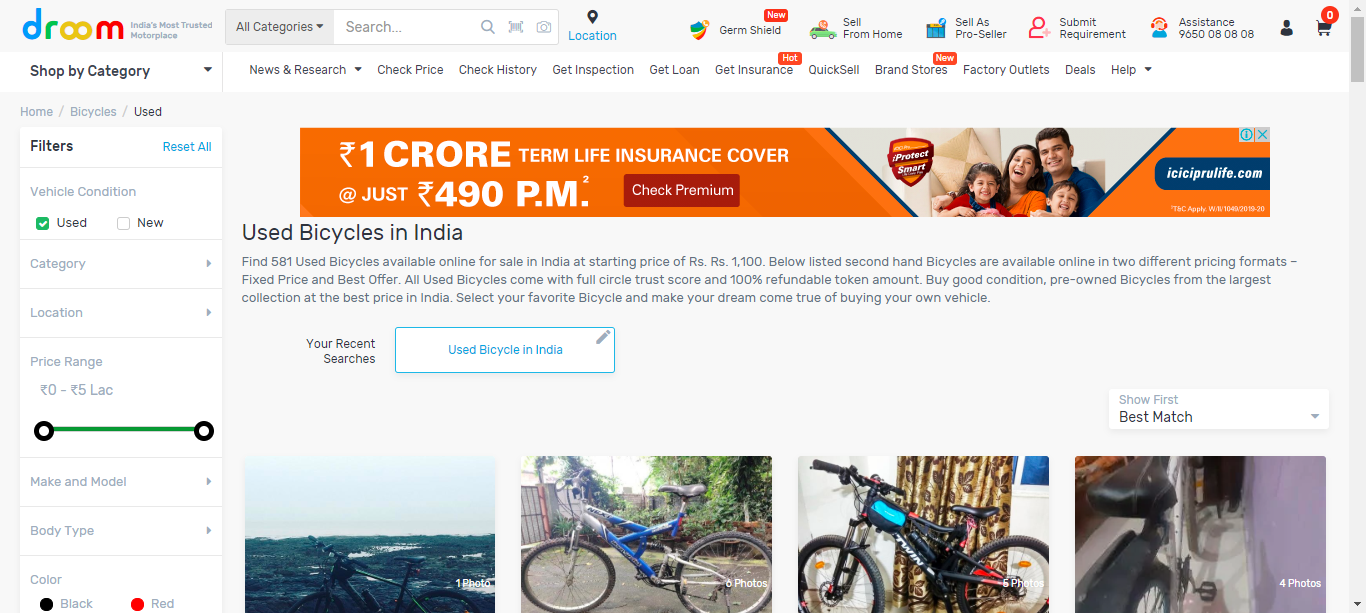 droom India's Most Trusted
Motorplace
All Categories
Search...
Location
New
Germ Shield
Sell
From Home
Sell As
Pro-Seller
Submit
Requirement
Assistance
9650 08 08 08
0
Shop by Category
News & Research
Check Price
Check History
Get Inspection
Get Loan
Get Insurance
Hot
QuickSell
Brand Stores
New
Factory Outlets
Deals
Help
Home / Bicycles / Used
Filters
Reset All
Vehicle Condition
Used
New
Category
Location
Price Range
₹0 - ₹5 Lac
Make and Model
Body Type
Color
Black
Red
₹1 CRORE TERM LIFE INSURANCE COVER
@ JUST ₹490 P.M.2
Check Premium
iProtect
Smart
iciciprulife.com
*T&C Apply. W/II/1049/2019-20
Used Bicycles in India
Find 581 Used Bicycles available online for sale in India at starting price of Rs. Rs. 1,100. Below listed second hand Bicycles are available online in two different pricing formats –
Fixed Price and Best Offer. All Used Bicycles come with full circle trust score and 100% refundable token amount. Buy good condition, pre-owned Bicycles from the largest
collection at the best price in India. Select your favorite Bicycle and make your dream come true of buying your own vehicle.
Your Recent
Searches
Used Bicycle in India
Show First
Best Match
1 Photo
6 Photos
TWIN
5 Photos
4 Photos